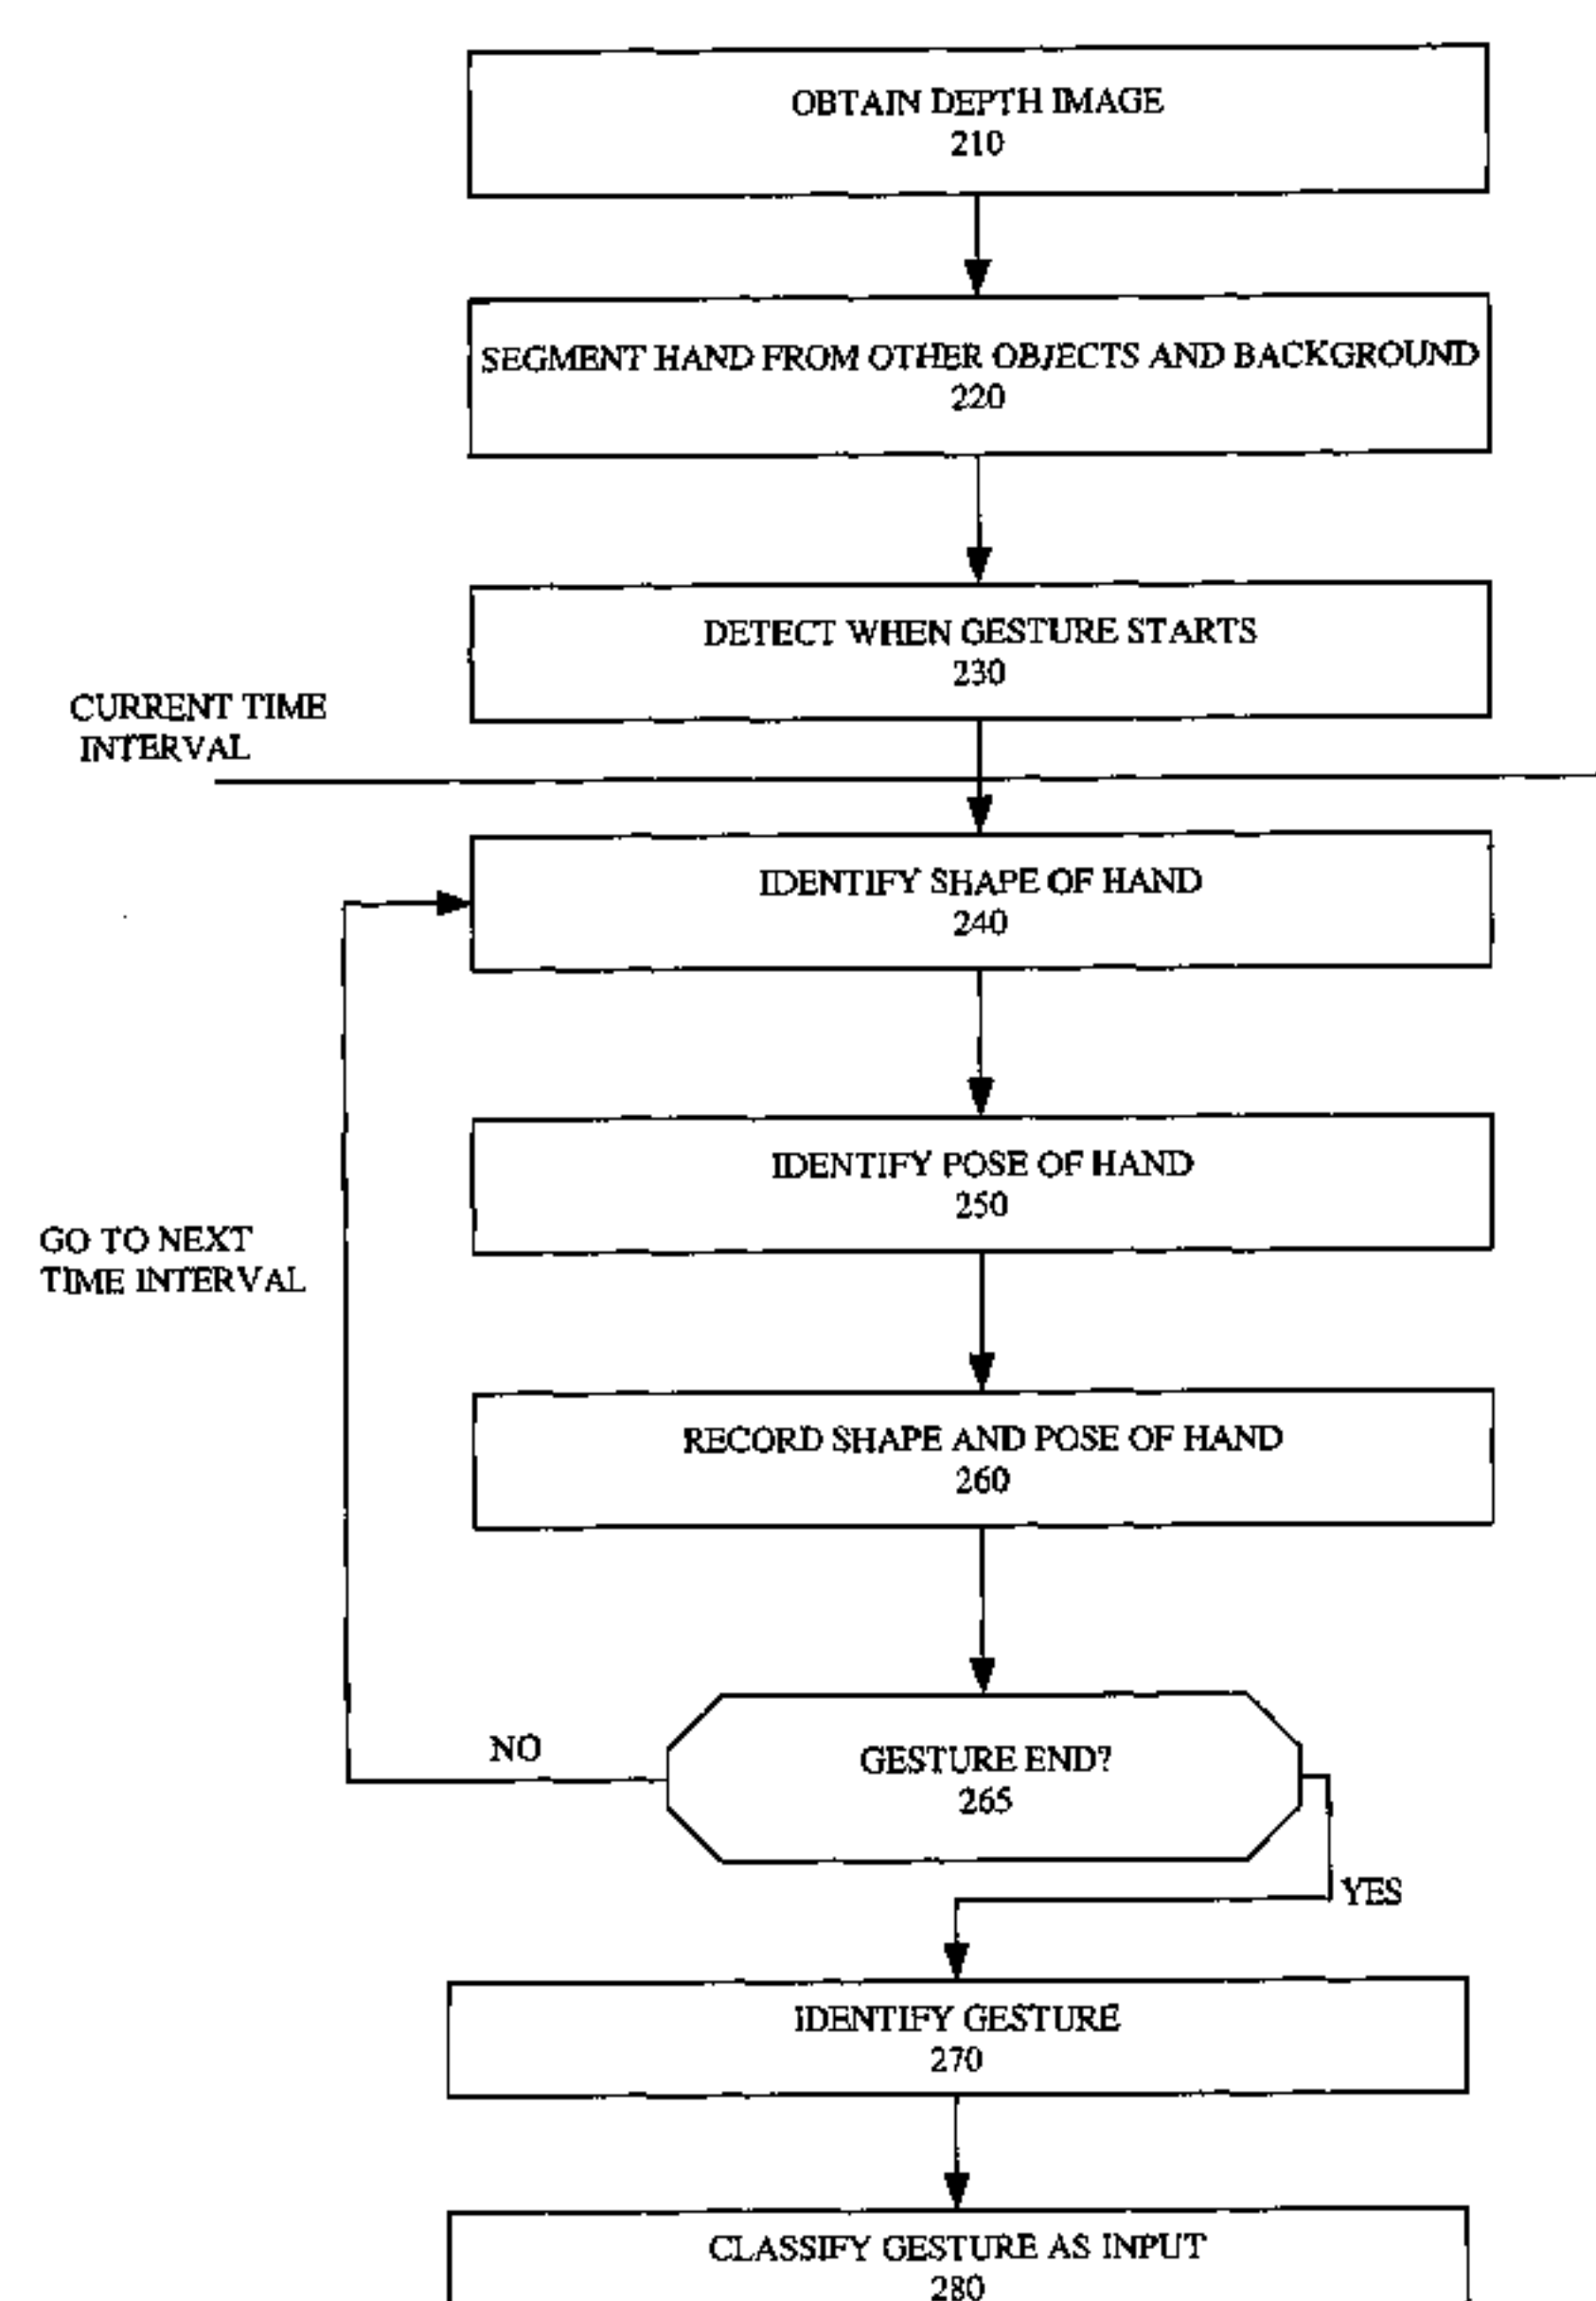 OBTAIN DEPTH IMAGE
210
SEGMENT HAND FROM OTHER OBJECTS AND BACKGROUND
220
DETECT WHEN GESTURE STARTS
230
CURRENT TIME
INTERVAL
IDENTIFY SHAPE OF HAND
240
IDENTIFY POSE OF HAND
250
GO TO NEXT
TIME INTERVAL
RECORD SHAPE AND POSE OF HAND
260
NO
GESTURE END?
265
YES
IDENTIFY GESTURE
270
CLASSIFY GESTURE AS INPUT
280